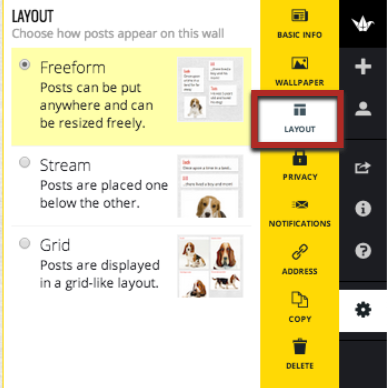 LAYOUT
Choose how posts appear on this wall
Freeform
Posts can be put
anywhere and can
be resized freely.
Stream
Posts are placed one
below the other.
Grid
Posts are displayed
in a grid-like layout.
BASIC INFO
WALLPAPER
LAYOUT
PRIVACY
NOTIFICATIONS
ADDRESS
COPY
DELETE